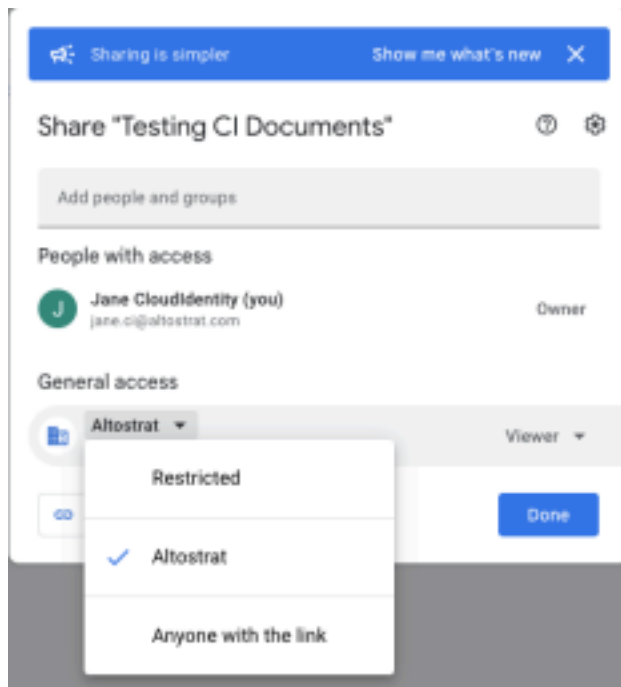 Sharing is simpler Show me what's new
Share "Testing CI Documents"
Add people and groups
People with access
J Jane CloudIdentity (you) Owner
jane.ci@altostrat.com
General access
Altostrat
Viewer
Restricted
Done
Altostrat
Anyone with the link